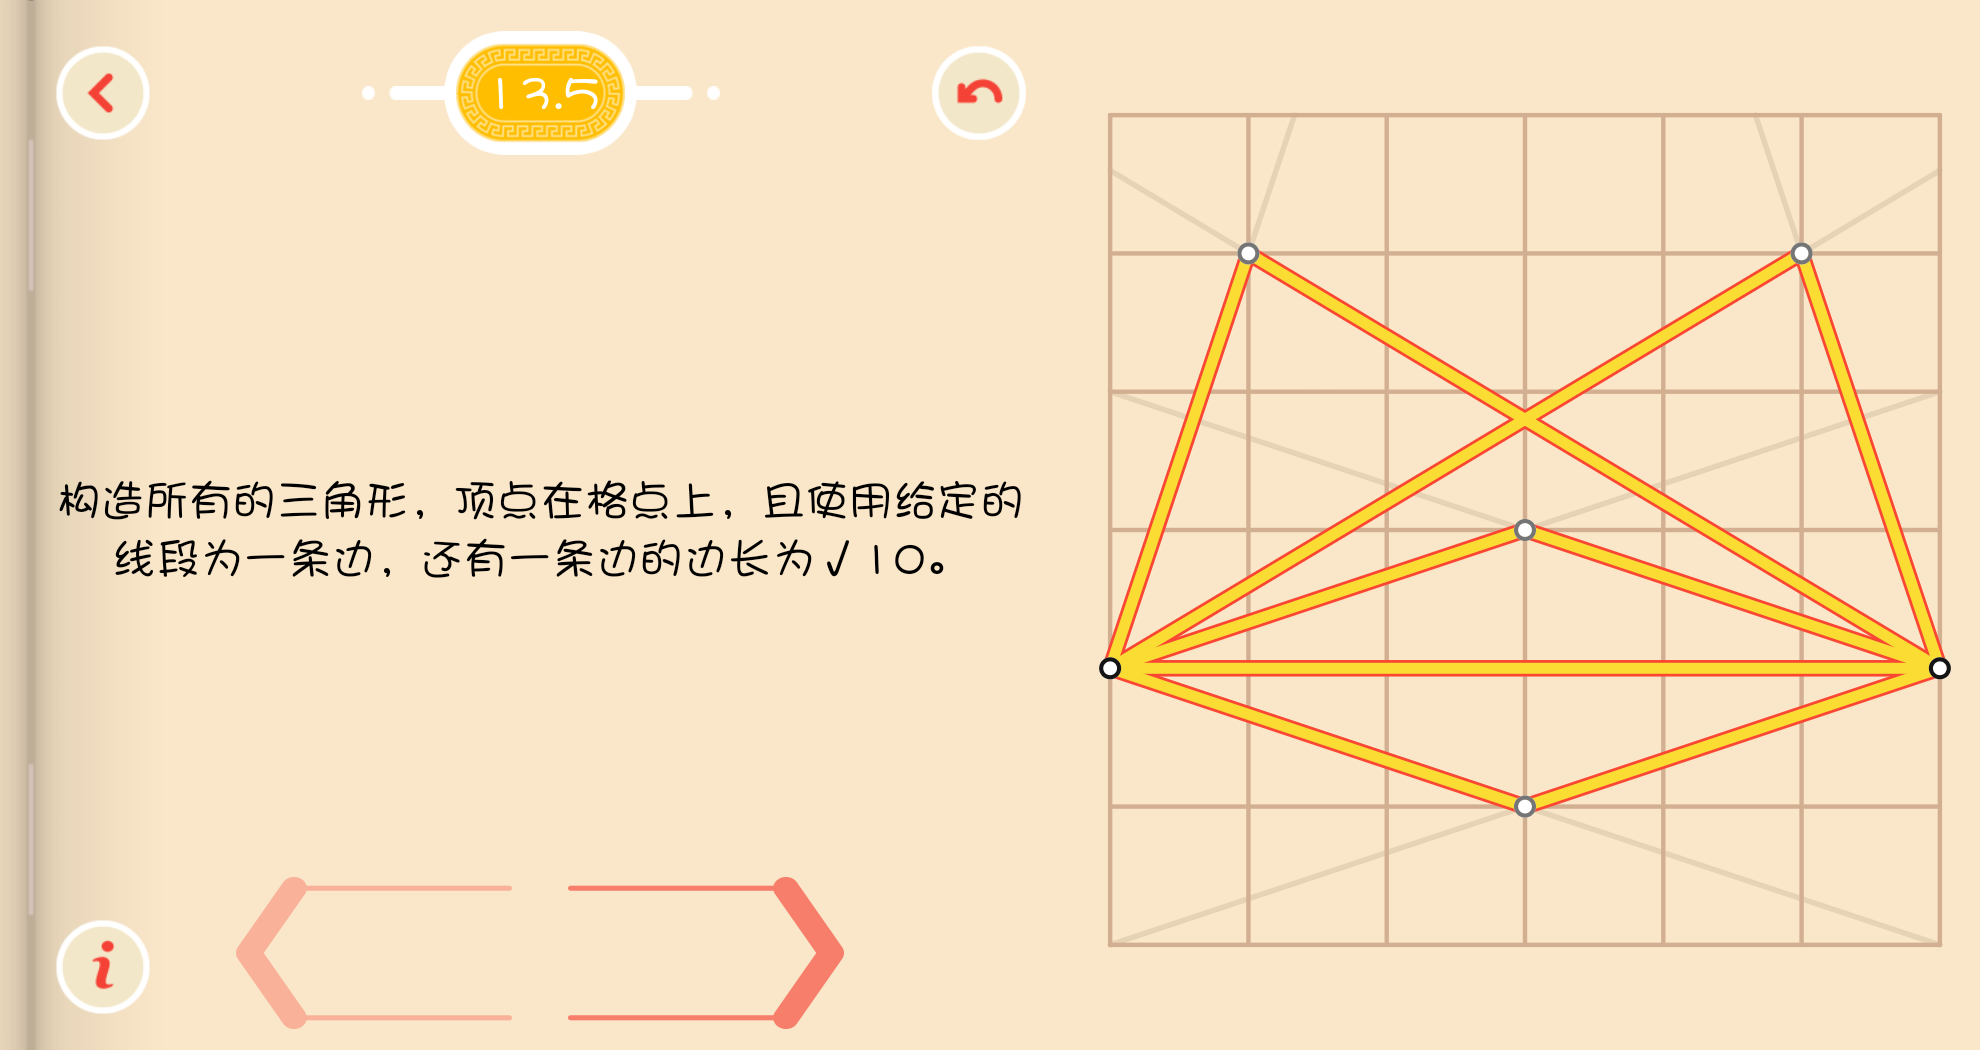 13.5
构造所有的三角形，顶点在格点上，且使用给定的
线段为一条边，还有一条边的边长为√10。
i